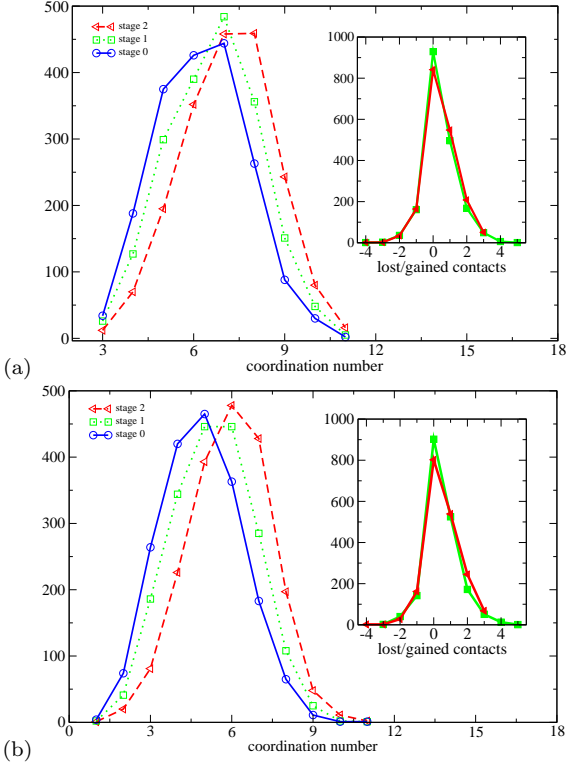 500
400
300
200
100
0
stage 2
stage 1
stage 0
3 6 9 12 15 18
coordination number
1000
800
600
400
200
0
-4 -2 0 2 4
lost/gained contacts
(a)
500
400
300
200
100
0
stage 2
stage 1
stage 0
0 3 6 9 12 15 18
coordination number
1000
800
600
400
200
0
-4 -2 0 2 4
lost/gained contacts
(b)